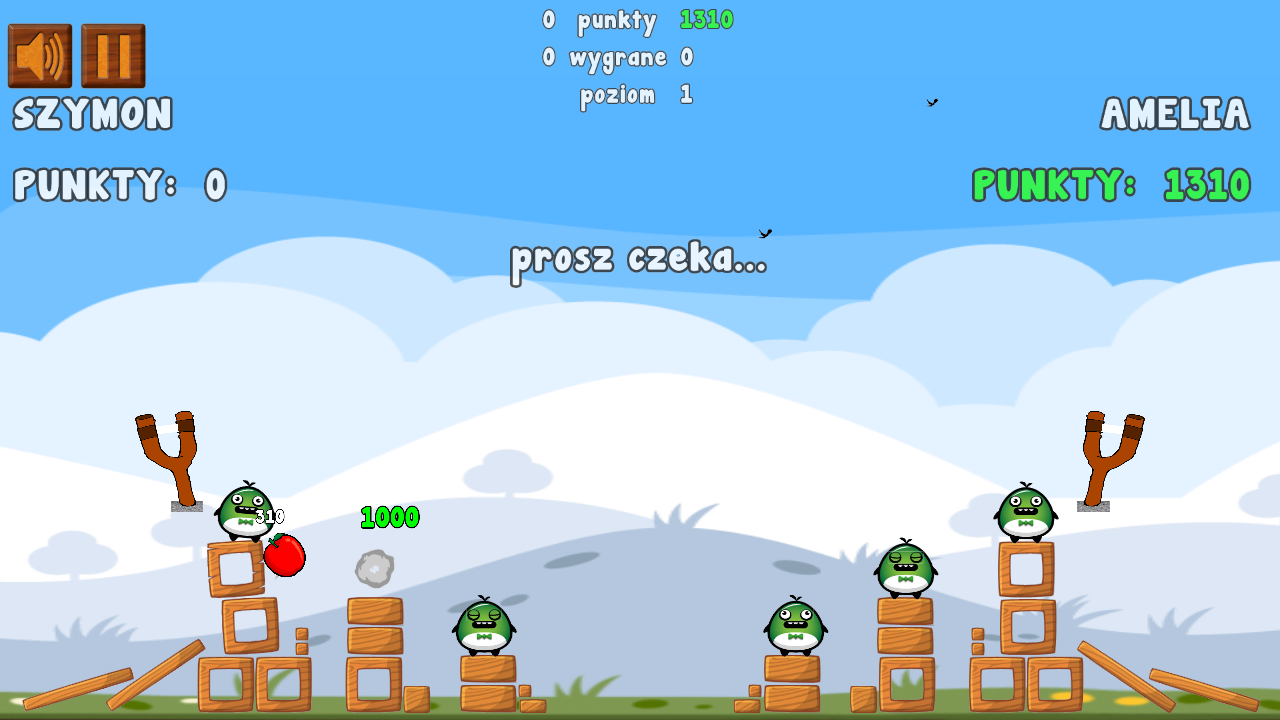 0 punkty 1310
0 wygrane 0
poziom 1
SZYMON
AMELIA
PUNKTY: 0
PUNKTY: 1310
prosz czeka...
310
1000